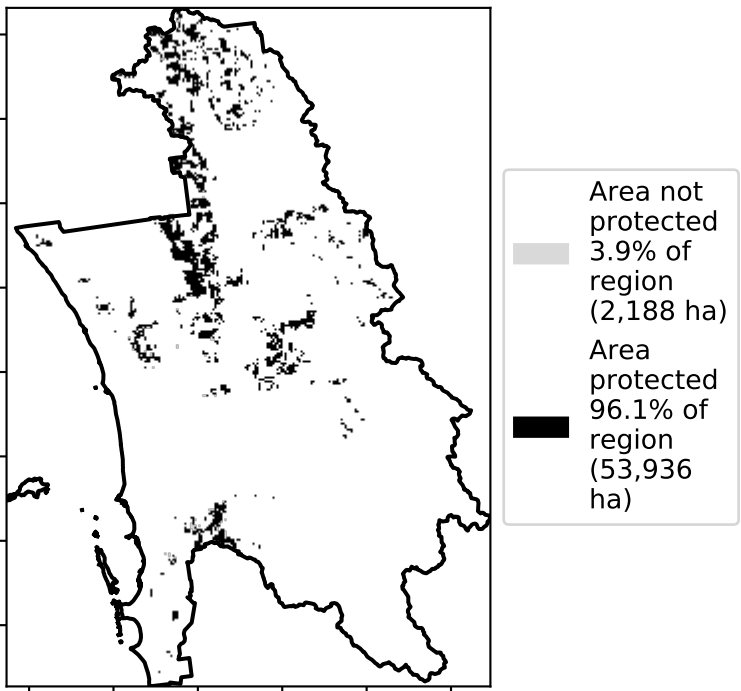 Area not
protected
3.9% of
region
(2,188 ha)
Area
protected
96.1% of
region
(53,936
ha)